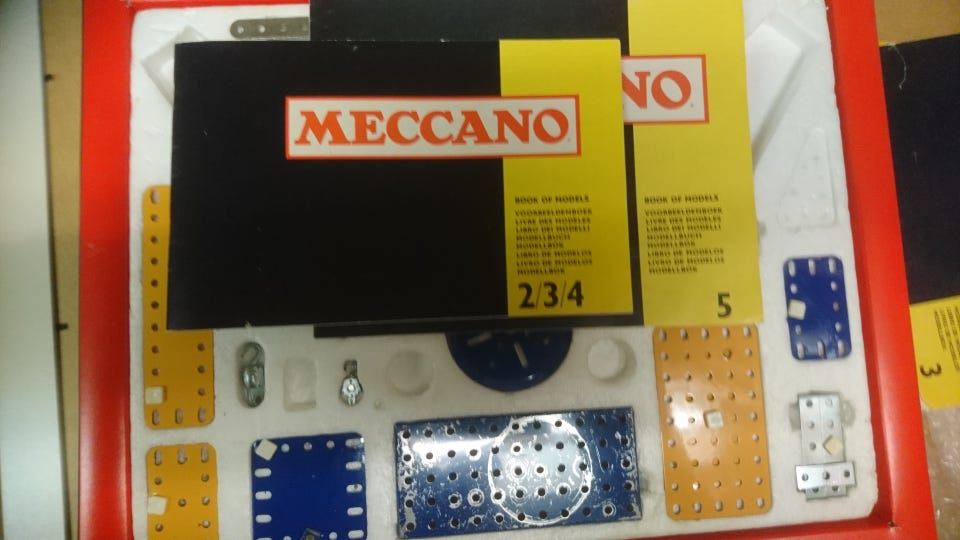 MECCANO
BOOK OF MODELS
VOORBEELDENBOEK
LIVRE DES MODELES
LIBRO DEI MODELLI
MODELLBUCH
MODELLBOK
LIBRO DE MODELOS
LIVRO DE MODELOS
MODELLBOK
2/3/4
NO
BOOK OF MODELS
VOORBEELDENBOEK
LIVRE DES MODELES
LIBRO DEI MODELLI
MODELLBUCH
MODELLBOK
LIBRO DE MODELOS
LIVRO DE MODELOS
MODELLBOK
5
3